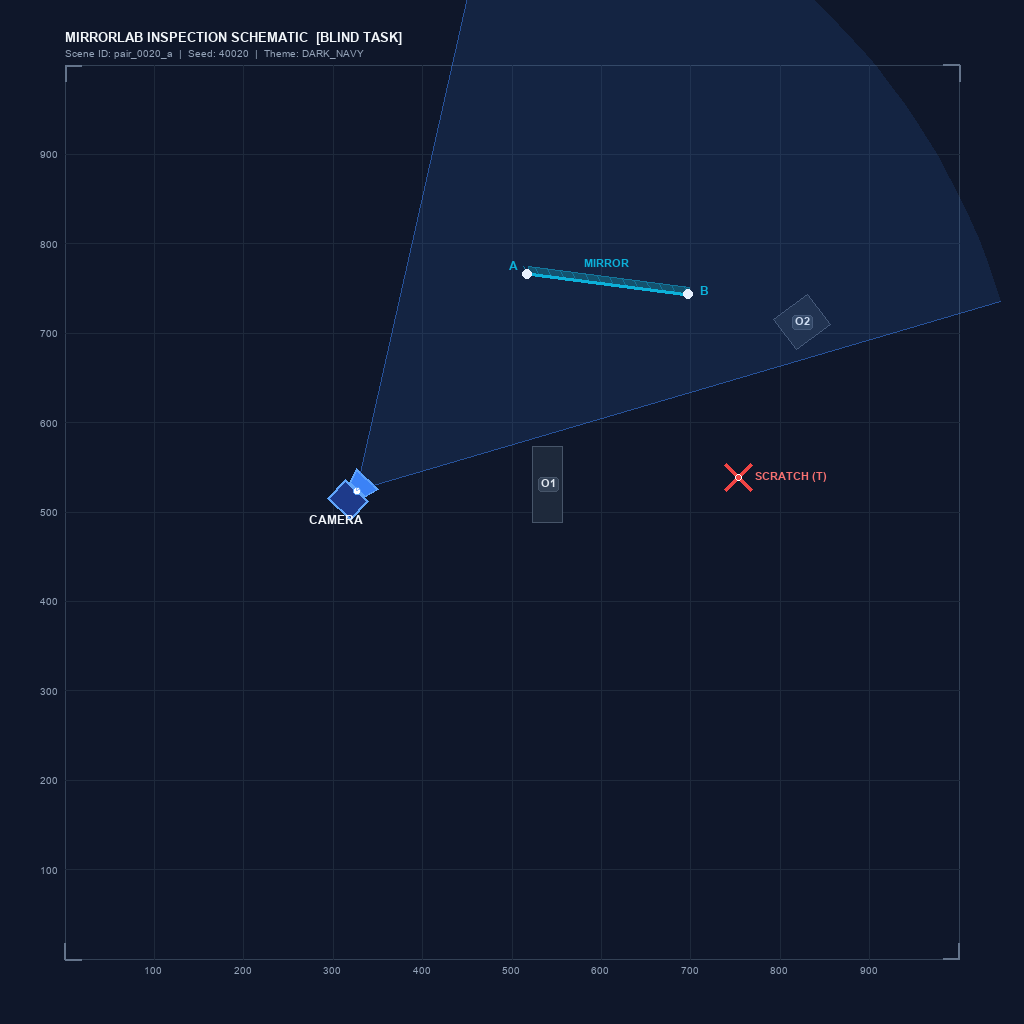 MIRRORLAB INSPECTION SCHEMATIC [BLIND TASK]
Scene ID: pair_0020_a | Seed: 40020 | Theme: DARK_NAVY
900
800
700
600
500
400
300
200
100
A
MIRROR
B
O2
O1
SCRATCH (T)
CAMERA
100
200
300
400
500
600
700
800
900